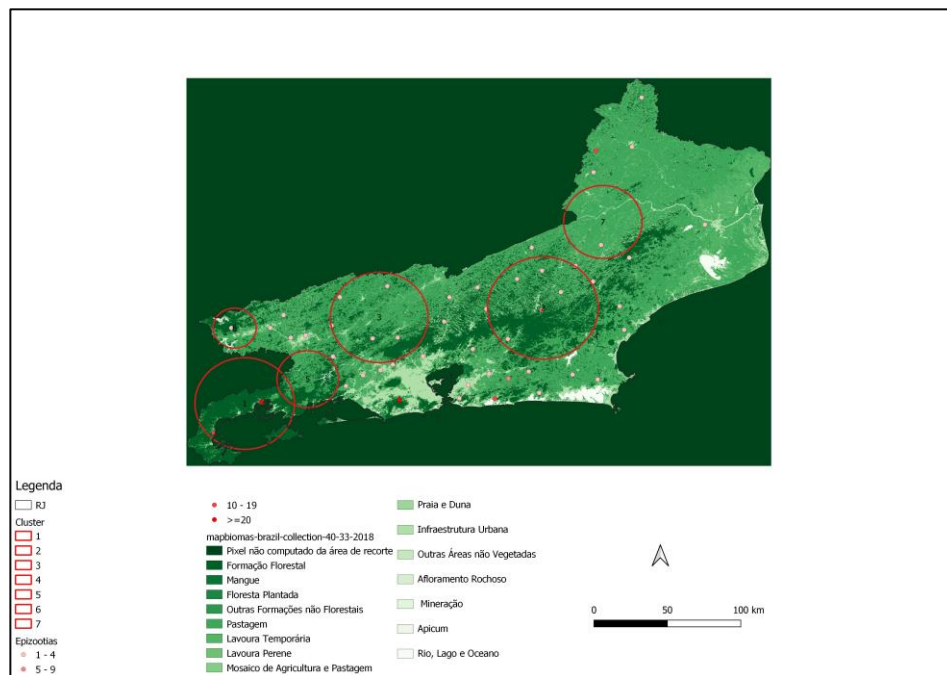 7
3
Legenda
RJ
Cluster
1
2
3
4
5
6
7
Epizootias
1 - 4
5 - 9
10 - 19
>=20
mapbiomas-brazil-collection-40-33-2018
Pixel não computado da área de recorte
Formação Florestal
Mangue
Floresta Plantada
Outras Formações não Florestais
Pastagem
Lavoura Temporária
Lavoura Perene
Mosaico de Agricultura e Pastagem
Praia e Duna
Infraestrutura Urbana
Outras Áreas não Vegetadas
Afloramento Rochoso
Mineração
Apicum
Rio, Lago e Oceano
0 50 100 km